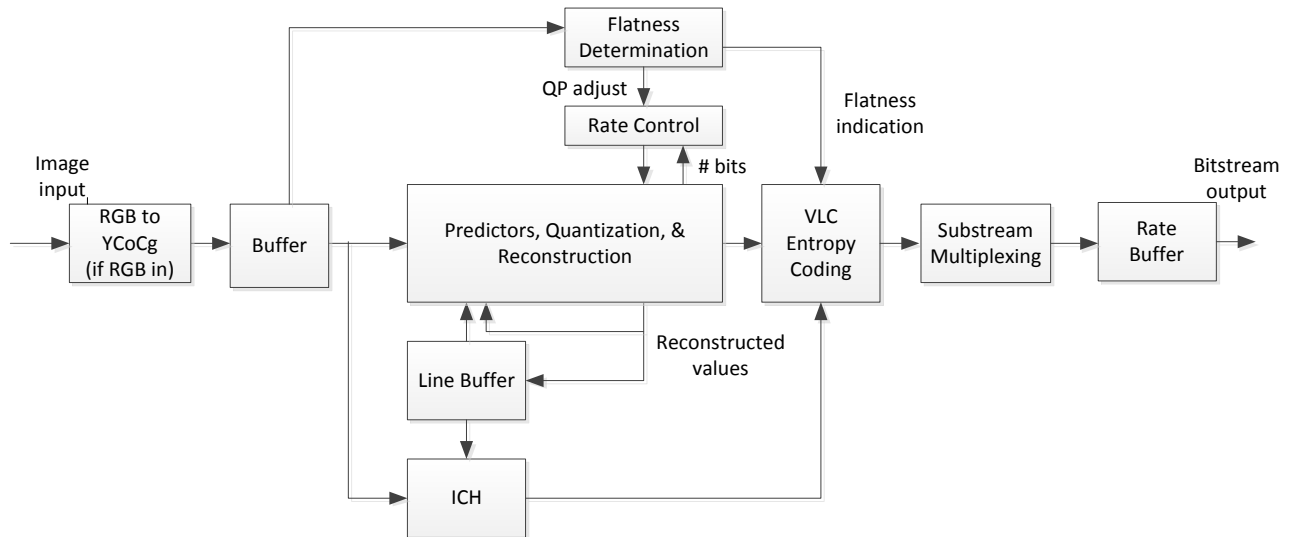 Flatness
Determination
QP adjust
Rate Control
Flatness
indication
# bits
Image
input
Bitstream
output
RGB to
YCoCg
(if RGB in)
Buffer
Predictors, Quantization, &
Reconstruction
VLC
Entropy
Coding
Substream
Multiplexing
Rate
Buffer
Reconstructed
values
Line Buffer
ICH